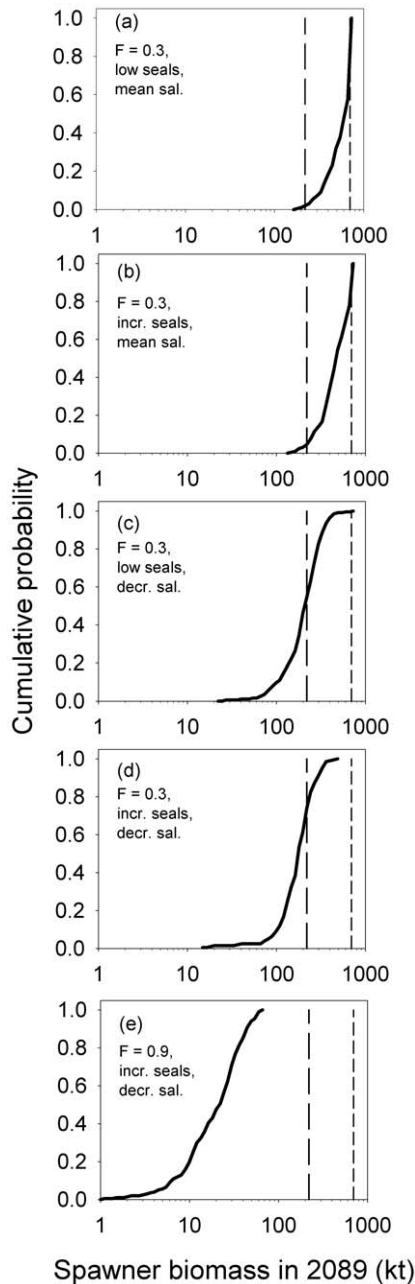 Cumulative probability
1.0
0.8
0.6
0.4
0.2
0.0
(a)
F = 0.3,
low seals,
mean sal.
1 10 100 1000
1.0
0.8
0.6
0.4
0.2
0.0
(b)
F = 0.3,
incr. seals,
mean sal.
1 10 100 1000
1.0
0.8
0.6
0.4
0.2
0.0
(c)
F = 0.3,
low seals,
decr. sal.
1 10 100 1000
1.0
0.8
0.6
0.4
0.2
0.0
(d)
F = 0.3,
incr. seals,
decr. sal.
1 10 100 1000
1.0
0.8
0.6
0.4
0.2
0.0
(e)
F = 0.9,
incr. seals,
decr. sal.
1 10 100 1000
Spawner biomass in 2089 (kt)